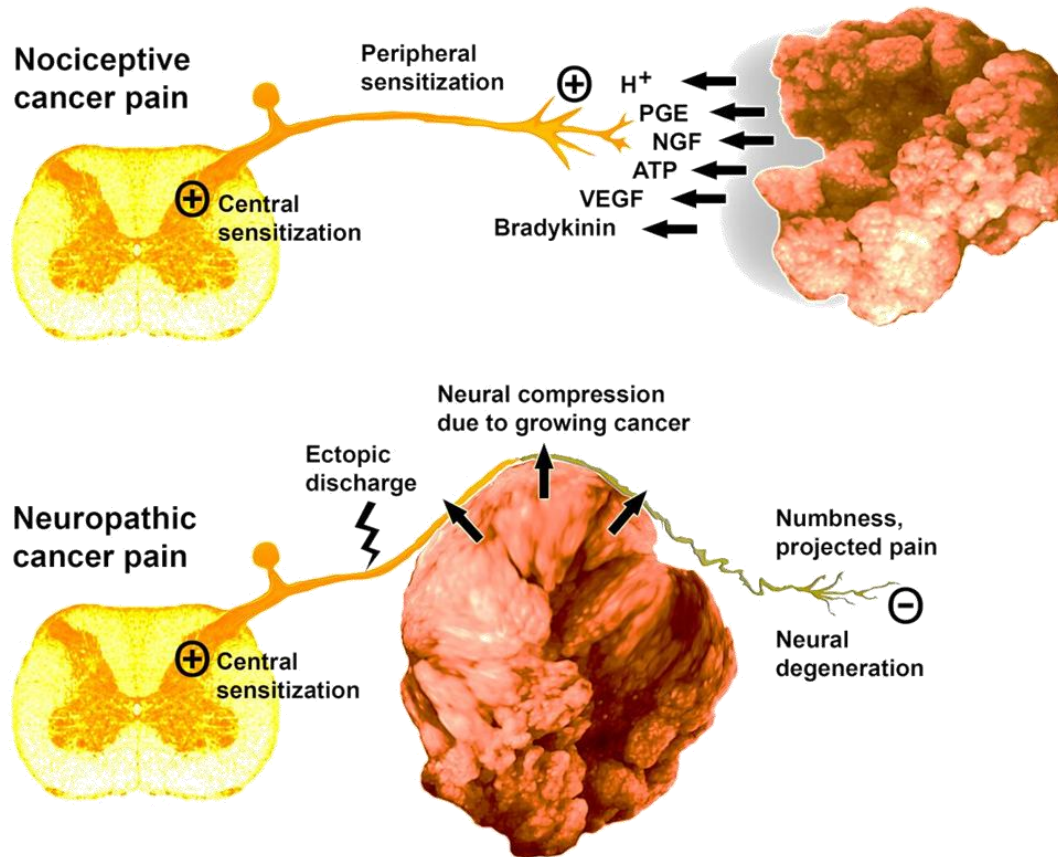 Nociceptive
cancer pain
Peripheral
sensitization
+
H+
PGE
NGF
ATP
VEGF
Bradykinin
+
Central
sensitization
Neural compression
due to growing cancer
Ectopic
discharge
Neuropathic
cancer pain
Numbness,
projected pain
−
Neural
degeneration
+
Central
sensitization